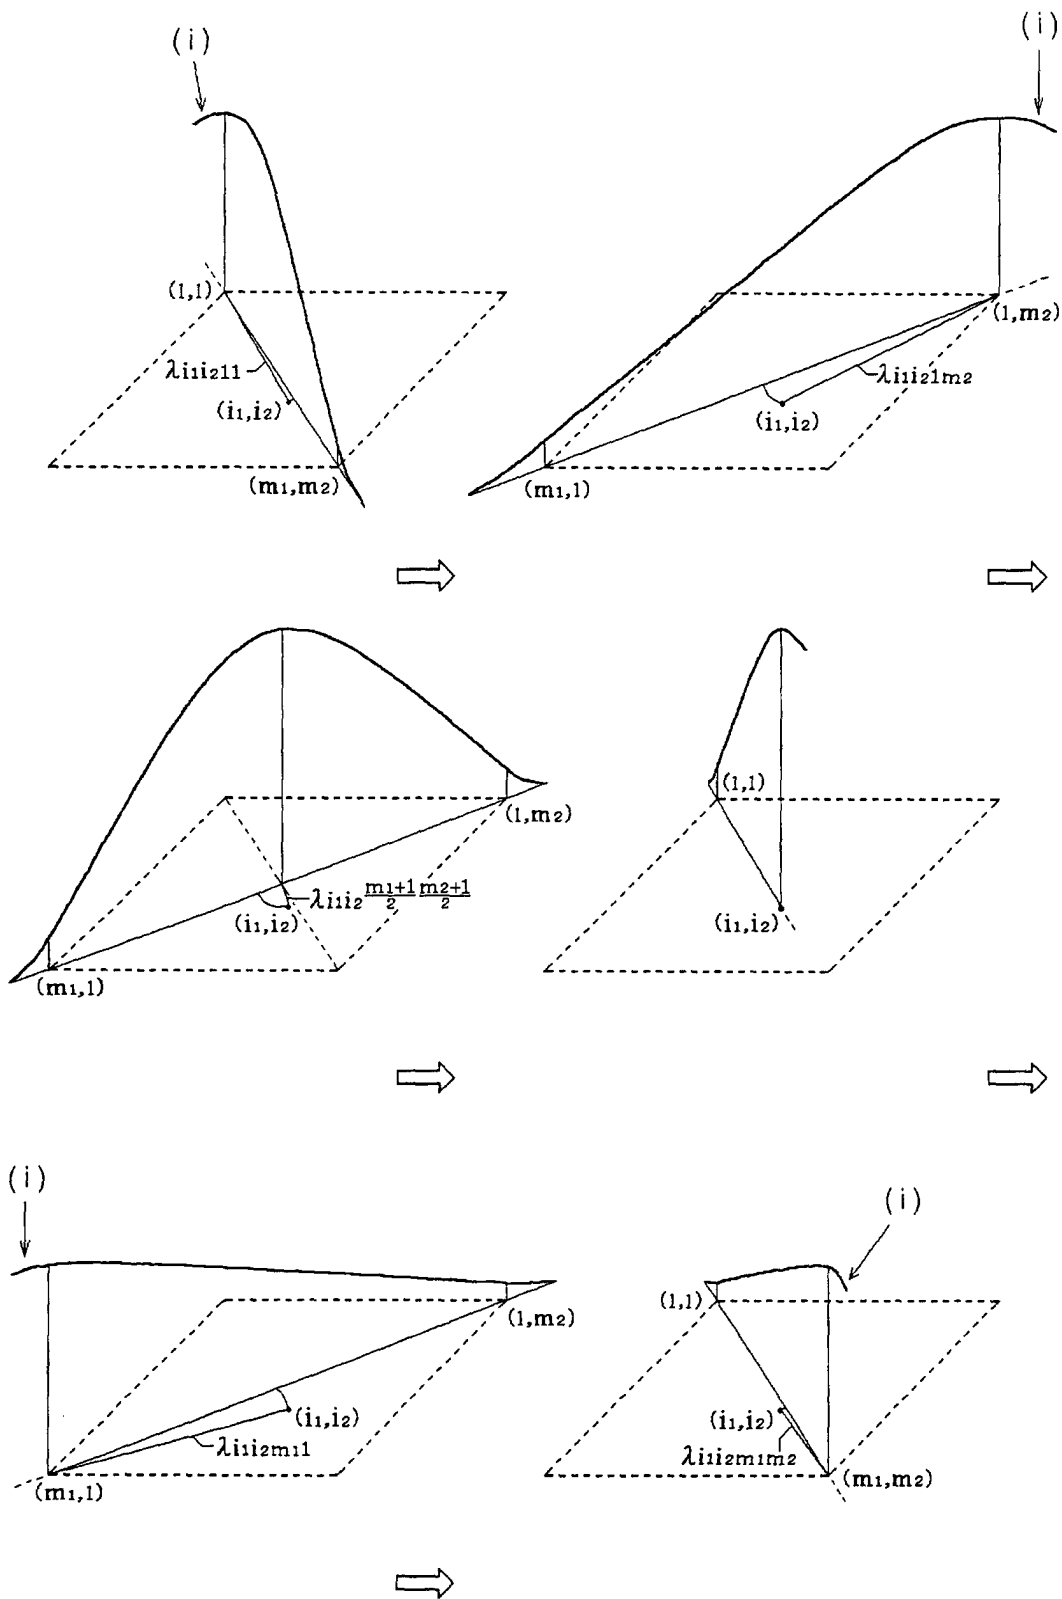 (i)
(1,1)
λi1i211
(i1,i2)
(m1,m2)
(i)
(1,m2)
λi1i21m2
(i1,i2)
(m1,1)
(1,m2)
λi1i2 m1+1/2 m2+1/2
(i1,i2)
(m1,1)
(1,1)
(i1,i2)
(i)
(1,m2)
(i1,i2)
λi1i2m11
(m1,1)
(i)
(1,1)
(i1,i2)
λi1i2m1m2
(m1,m2)